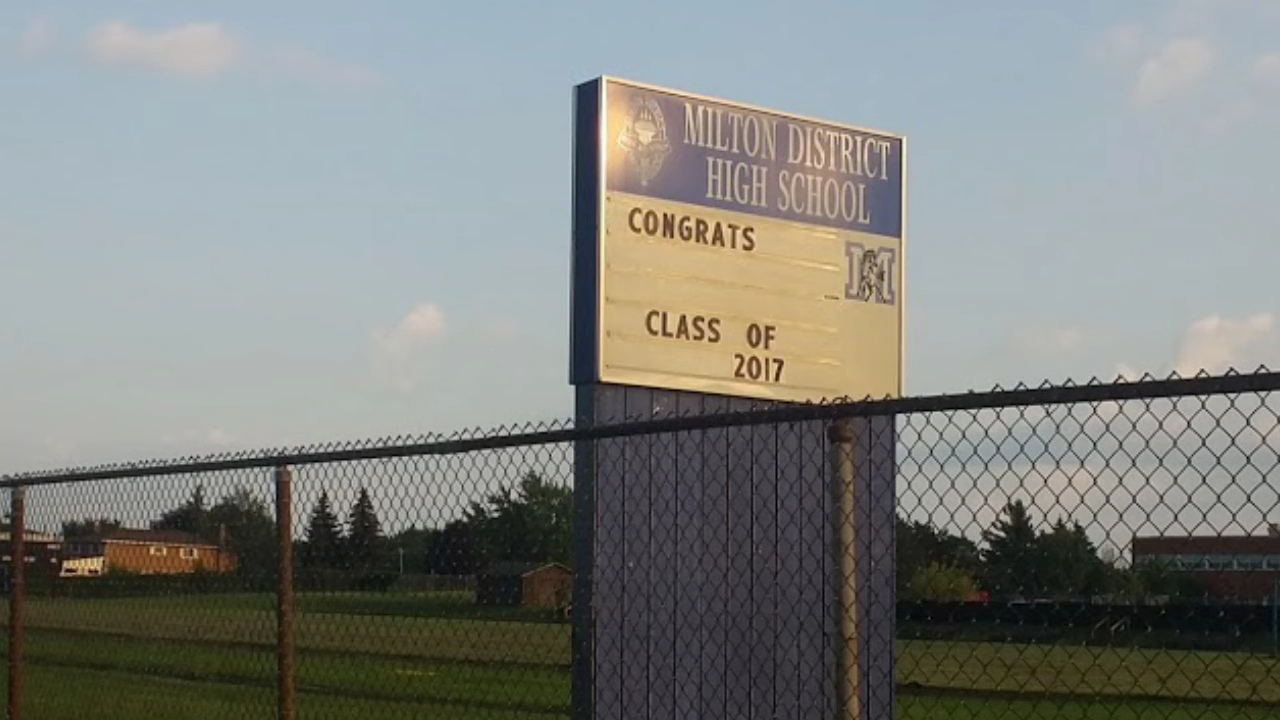 MILTON DISTRICT
HIGH SCHOOL
CONGRATS
M
CLASS OF
2017